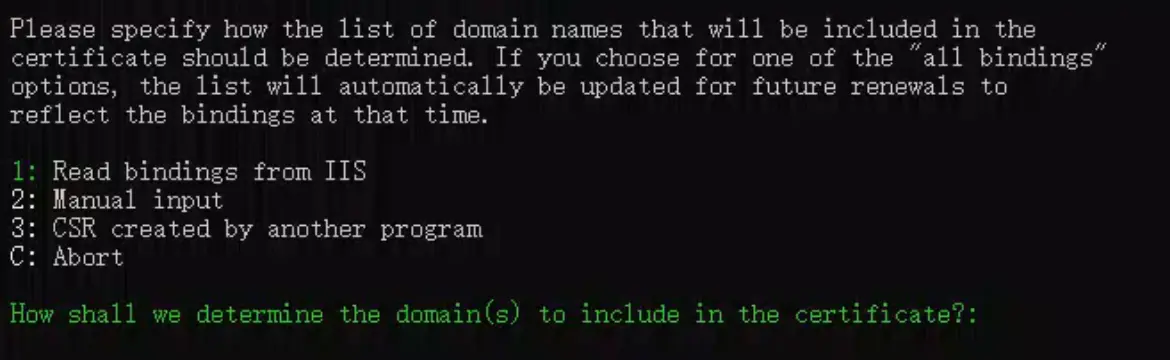 Please specify how the list of domain names that will be included in the
certificate should be determined. If you choose for one of the "all bindings"
options, the list will automatically be updated for future renewals to
reflect the bindings at that time.
1: Read bindings from IIS
2: Manual input
3: CSR created by another program
C: Abort
How shall we determine the domain(s) to include in the certificate?: